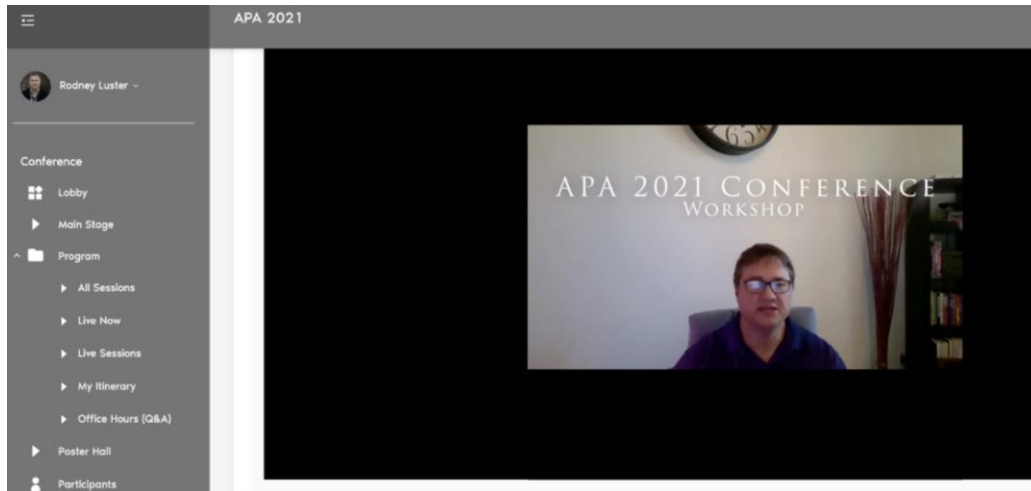 APA 2021
Rodney Luster
Conference
Lobby
Main Stage
Program
All Sessions
Live Now
Live Sessions
My Itinerary
Office Hours (Q&A)
Poster Hall
Participants
APA 2021 CONFERENCE
WORKSHOP